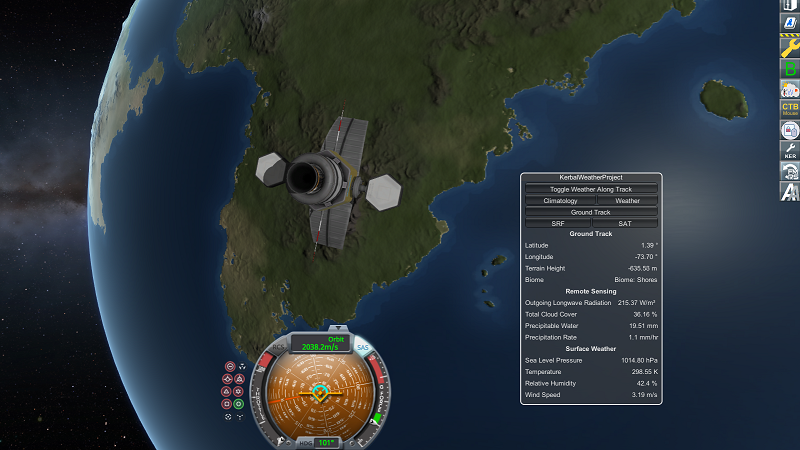 KerbalWeatherProject
Toggle Weather Along Track
Climatology Weather
Ground Track
SRF SAT
Ground Track
Latitude 1.39 °
Longitude -73.70 °
Terrain Height -635.53 m
Biome Biome: Shores
Remote Sensing
Outgoing Longwave Radiation 215.37 W/m²
Total Cloud Cover 36.16 %
Precipitable Water 19.51 mm
Precipitation Rate 1.1 mm/hr
Surface Weather
Sea Level Pressure 1014.80 hPa
Temperature 298.55 K
Relative Humidity 42.4 %
Wind Speed 3.19 m/s
Orbit
2038.2m/s
RCS SAS
HDG 101°
B
CTB
Mouse
KER